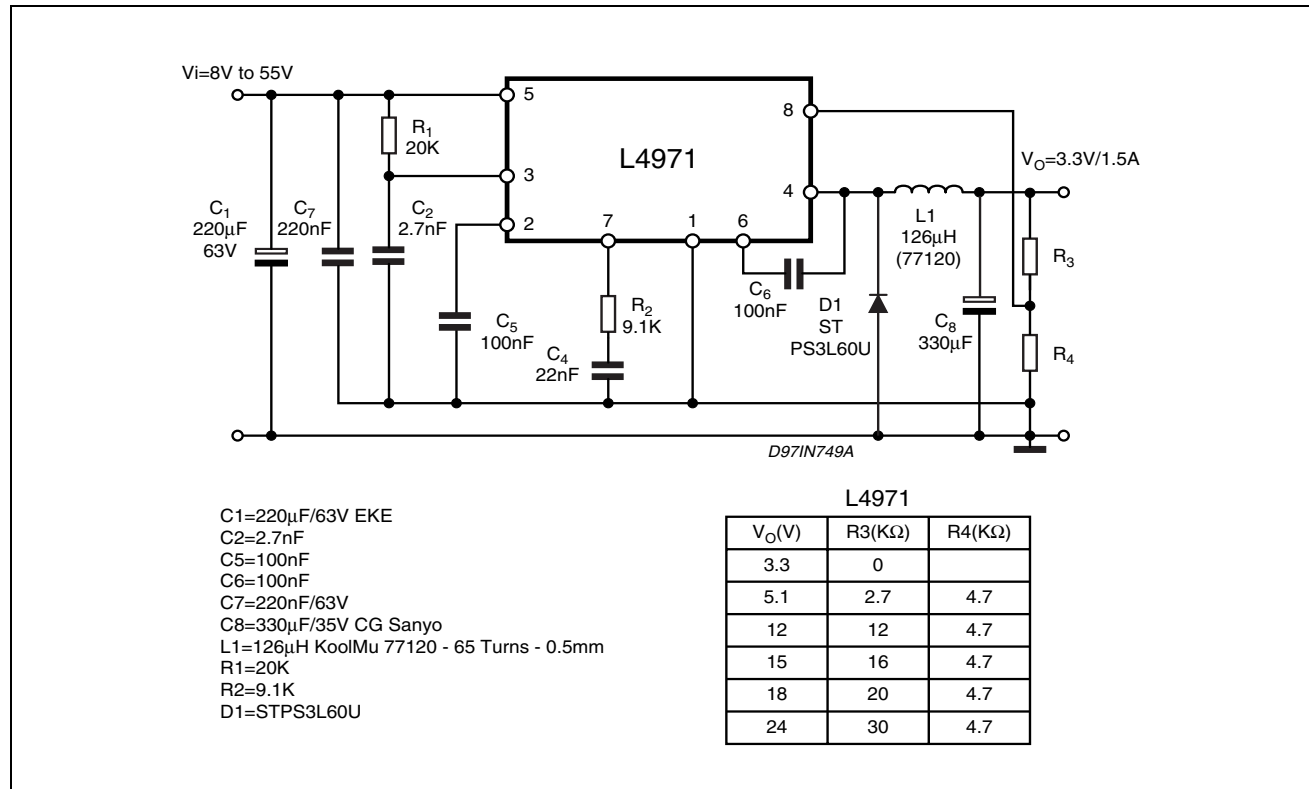 Vi=8V to 55V
5
8
R1
20K
L4971
VO=3.3V/1.5A
3
4
C1
220μF
63V
C7
220nF
C2
2.7nF
2
7
1
6
L1
126μH
(77120)
R3
C6
100nF
D1
ST
PS3L60U
R2
9.1K
C5
100nF
C8
330μF
R4
C4
22nF
D97IN749A
C1=220μF/63V EKE
C2=2.7nF
C5=100nF
C6=100nF
C7=220nF/63V
C8=330μF/35V CG Sanyo
L1=126μH KoolMu 77120 - 65 Turns - 0.5mm
R1=20K
R2=9.1K
D1=STPS3L60U
L4971
VO(V) R3(KΩ) R4(KΩ)
3.3 0
5.1 2.7 4.7
12 12 4.7
15 16 4.7
18 20 4.7
24 30 4.7